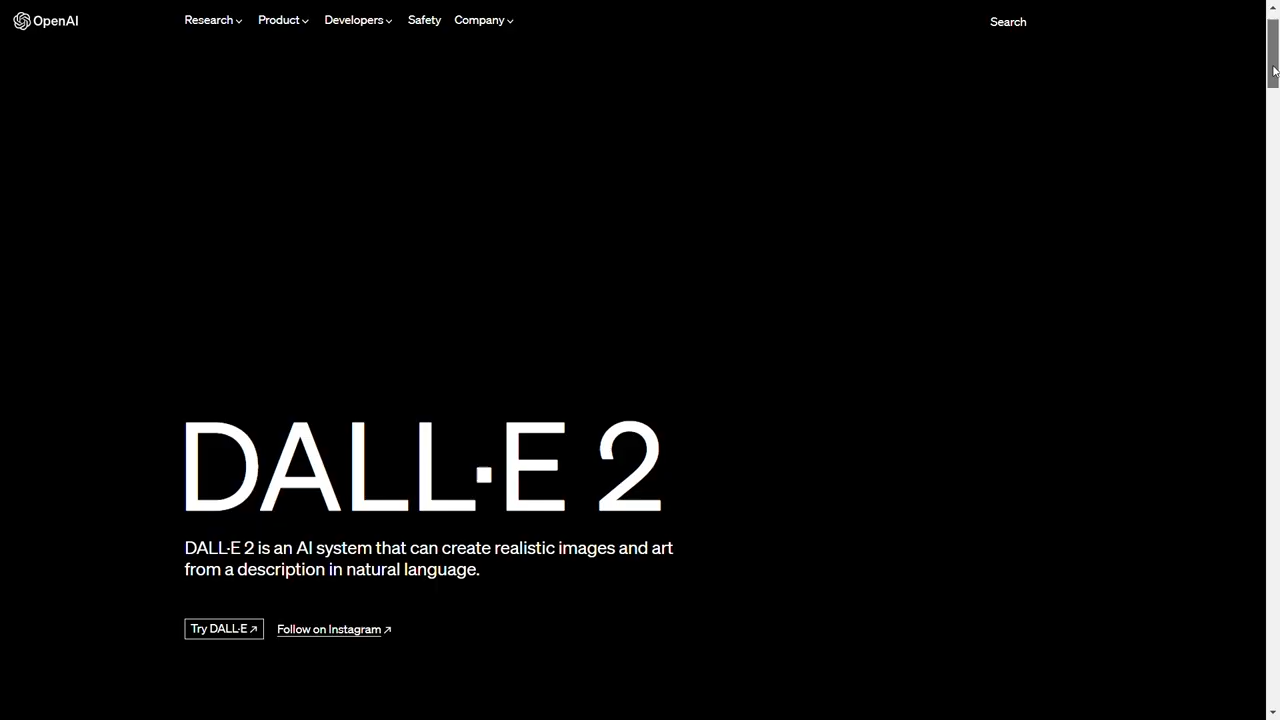 OpenAI
Research
Product
Developers
Safety
Company
Search
DALL·E 2
DALL·E 2 is an AI system that can create realistic images and art
from a description in natural language.
Try DALL·E ↗
Follow on Instagram ↗